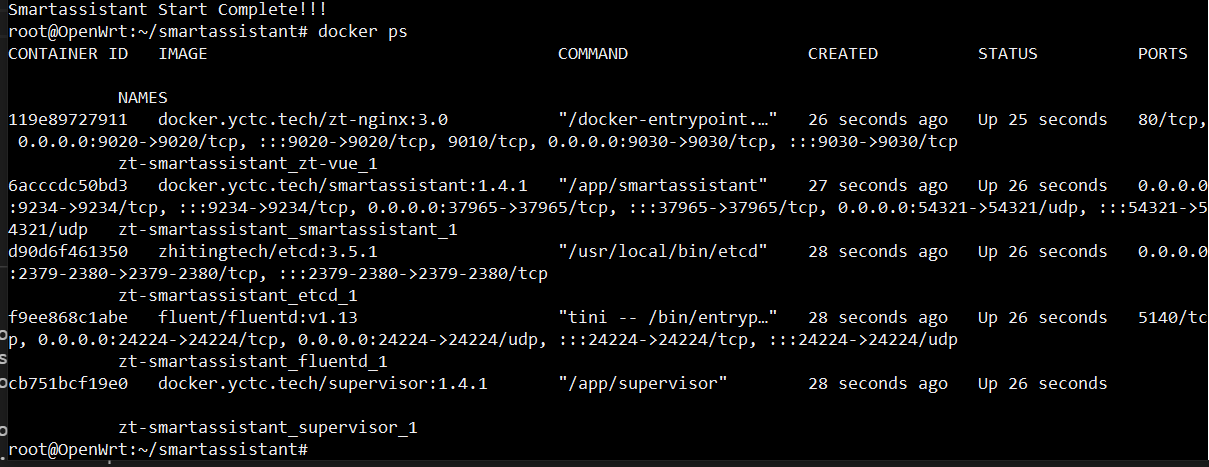 Smartassistant Start Complete!!!
root@OpenWrt:~/smartassistant# docker ps
CONTAINER ID   IMAGE                                   COMMAND                  CREATED          STATUS          PORTS
NAMES
119e89727911   docker.yctc.tech/zt-nginx:3.0           "/docker-entrypoint.…"   26 seconds ago   Up 25 seconds   80/tcp,
0.0.0.0:9020->9020/tcp, :::9020->9020/tcp, 9010/tcp, 0.0.0.0:9030->9030/tcp, :::9030->9030/tcp
zt-smartassistant_zt-vue_1
6acccdc50bd3   docker.yctc.tech/smartassistant:1.4.1   "/app/smartassistant"    27 seconds ago   Up 26 seconds   0.0.0.0
:9234->9234/tcp, :::9234->9234/tcp, 0.0.0.0:37965->37965/tcp, :::37965->37965/tcp, 0.0.0.0:54321->54321/udp, :::54321->5
4321/udp   zt-smartassistant_smartassistant_1
d90d6f461350   zhitingtech/etcd:3.5.1                  "/usr/local/bin/etcd"    28 seconds ago   Up 26 seconds   0.0.0.0
:2379-2380->2379-2380/tcp, :::2379-2380->2379-2380/tcp
zt-smartassistant_etcd_1
f9ee868c1abe   fluent/fluentd:v1.13                    "tini -- /bin/entryp…"   28 seconds ago   Up 26 seconds   5140/tc
p, 0.0.0.0:24224->24224/tcp, 0.0.0.0:24224->24224/udp, :::24224->24224/tcp, :::24224->24224/udp
zt-smartassistant_fluentd_1
cb751bcf19e0   docker.yctc.tech/supervisor:1.4.1       "/app/supervisor"        28 seconds ago   Up 26 seconds
zt-smartassistant_supervisor_1
root@OpenWrt:~/smartassistant#